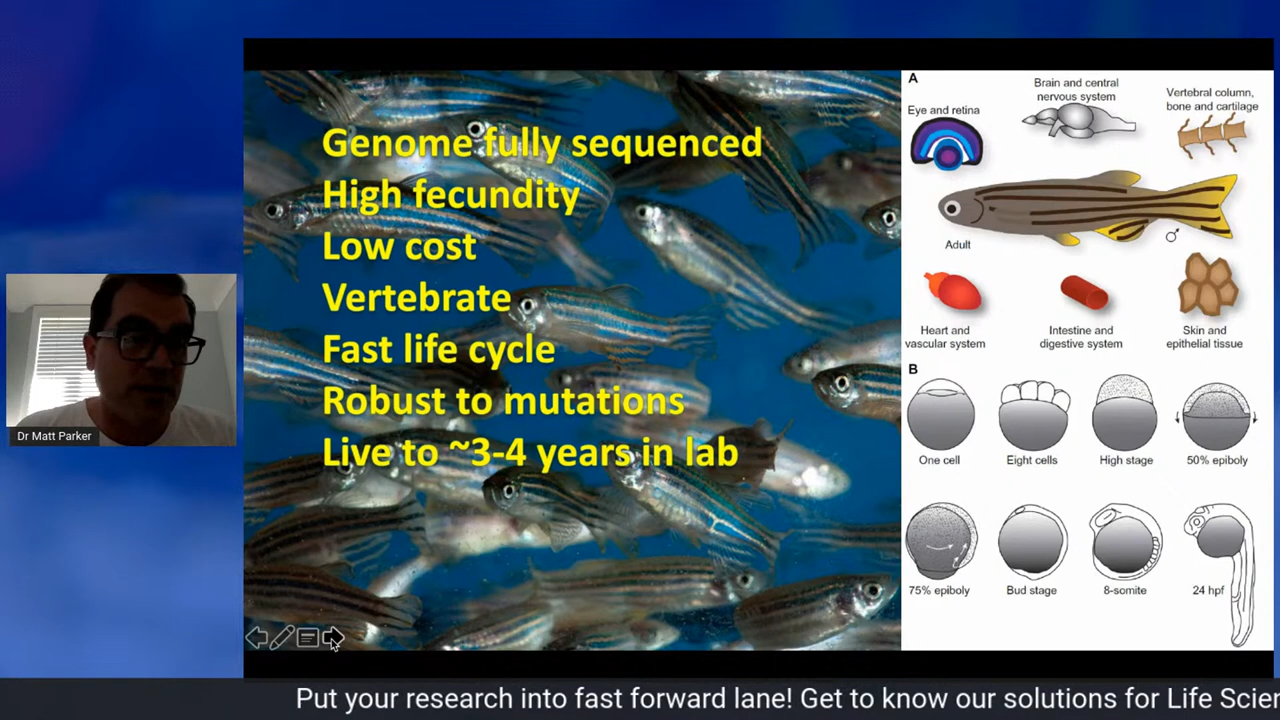 Genome fully sequenced
High fecundity
Low cost
Vertebrate
Fast life cycle
Robust to mutations
Live to ~3-4 years in lab
A
Eye and retina
Brain and central
nervous system
Vertebral column,
bone and cartilage
Adult
♂
Heart and
vascular system
Intestine and
digestive system
Skin and
epithelial tissue
B
One cell
Eight cells
High stage
50% epiboly
75% epiboly
Bud stage
8-somite
24 hpf
Dr Matt Parker
Put your research into fast forward lane! Get to know our solutions for Life Scien